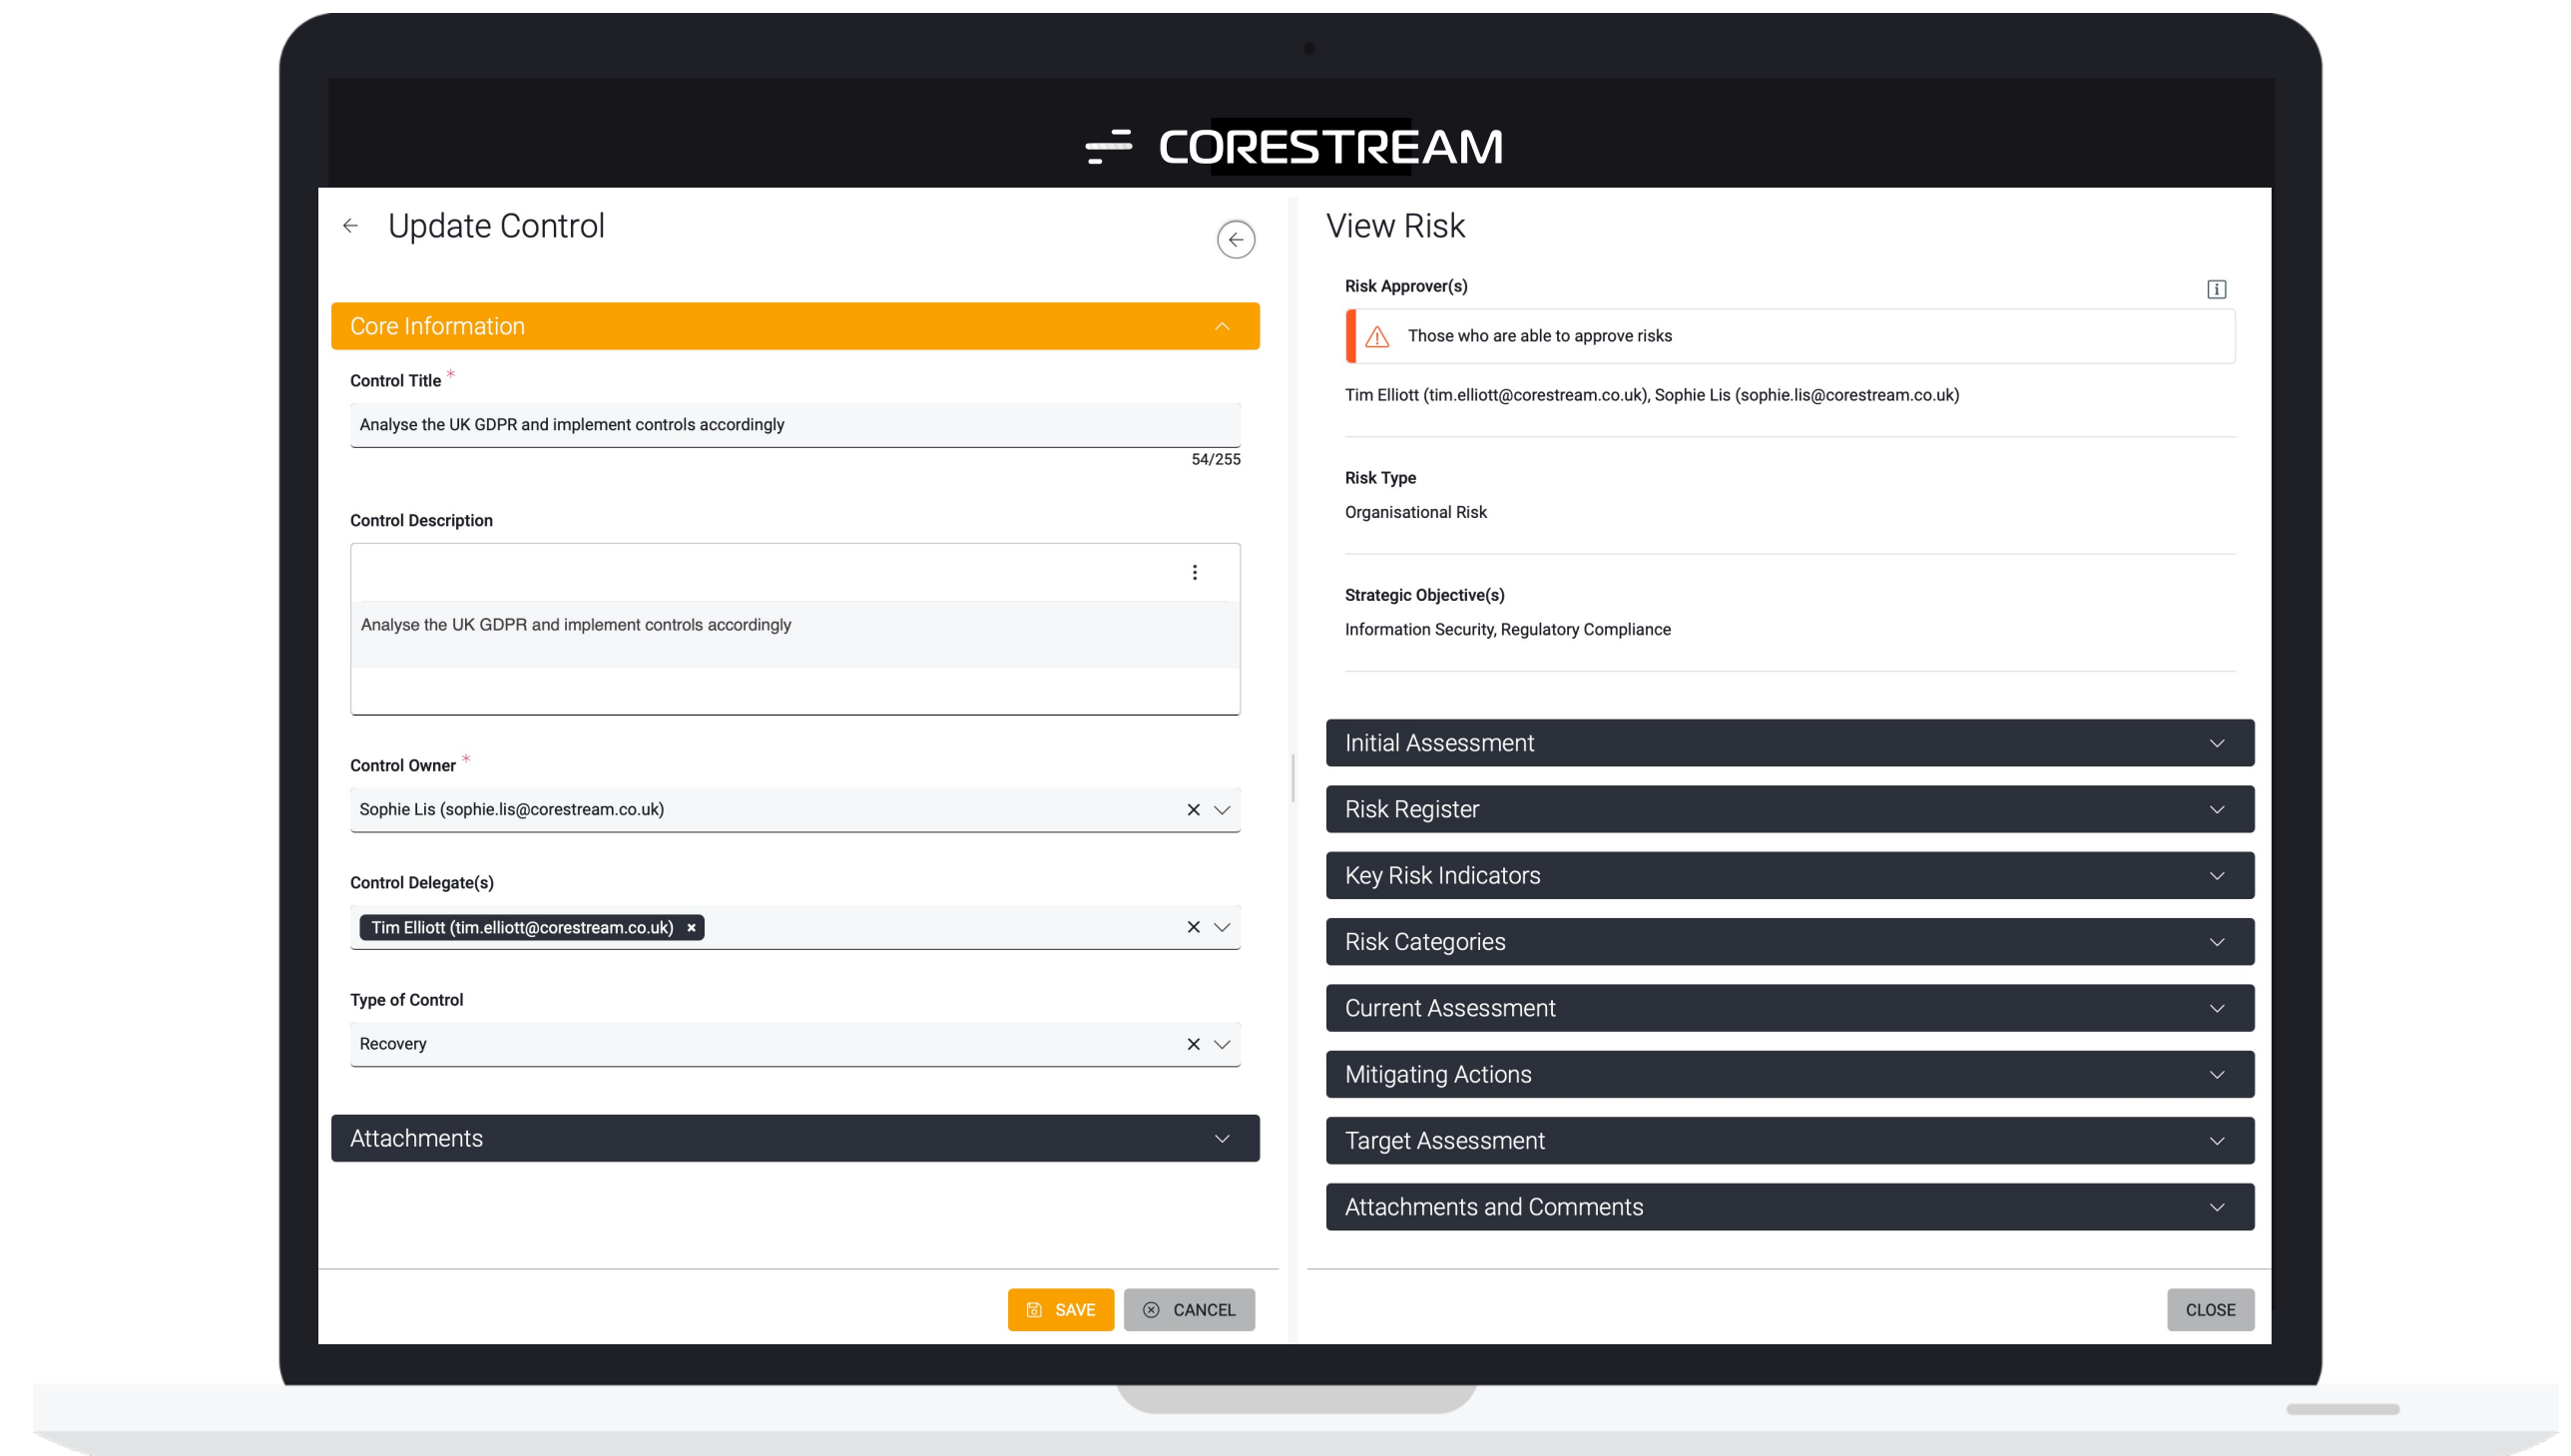 CORESTREAM
Update Control
Core Information
Control Title *
Analyse the UK GDPR and implement controls accordingly
54/255
Control Description
Analyse the UK GDPR and implement controls accordingly
Control Owner *
Sophie Lis (sophie.lis@corestream.co.uk)
Control Delegate(s)
Tim Elliott (tim.elliott@corestream.co.uk)
Type of Control
Recovery
Attachments
SAVE
CANCEL
View Risk
Risk Approver(s)
Those who are able to approve risks
Tim Elliott (tim.elliott@corestream.co.uk), Sophie Lis (sophie.lis@corestream.co.uk)
Risk Type
Organisational Risk
Strategic Objective(s)
Information Security, Regulatory Compliance
Initial Assessment
Risk Register
Key Risk Indicators
Risk Categories
Current Assessment
Mitigating Actions
Target Assessment
Attachments and Comments
CLOSE